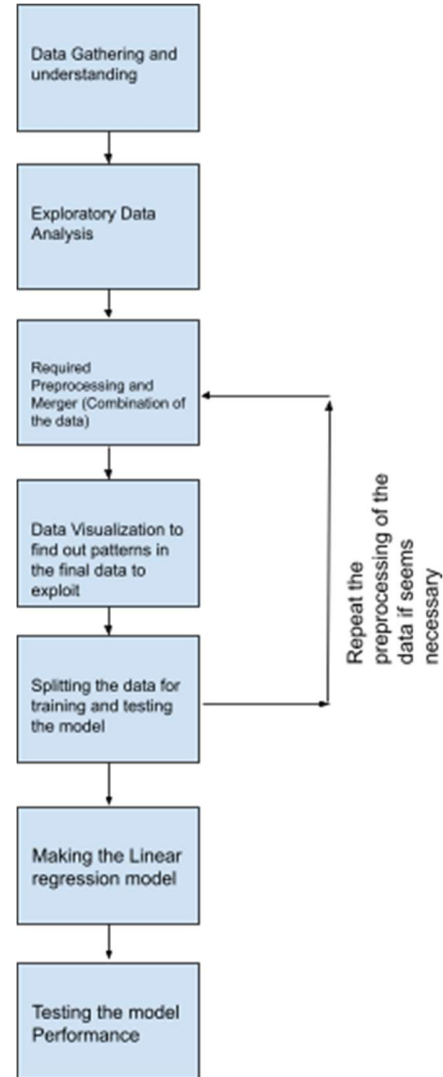 Data Gathering and
understanding
Exploratory Data
Analysis
Required
Preprocessing and
Merger (Combination of
the data)
Data Visualization to
find out patterns in
the final data to
exploit
Splitting the data for
training and testing
the model
Repeat the
preprocessing of the
data if seems
necessary
Making the Linear
regression model
Testing the model
Performance